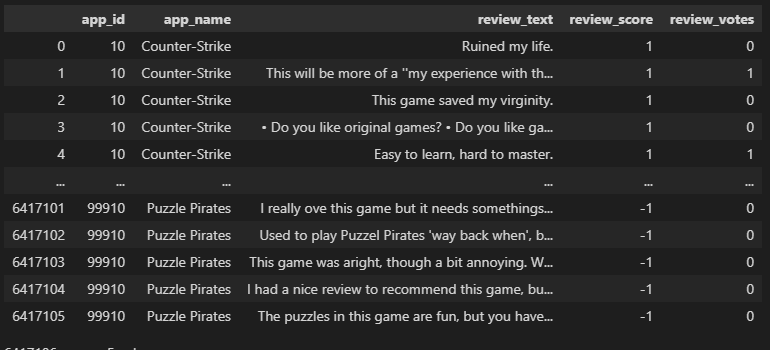 app_id app_name review_text review_score review_votes
0 10 Counter-Strike Ruined my life. 1 0
1 10 Counter-Strike This will be more of a ''my experience with th... 1 1
2 10 Counter-Strike This game saved my virginity. 1 0
3 10 Counter-Strike • Do you like original games? • Do you like ga... 1 0
4 10 Counter-Strike Easy to learn, hard to master. 1 1
... ... ... ... ... ...
6417101 99910 Puzzle Pirates I really ove this game but it needs somethings... -1 0
6417102 99910 Puzzle Pirates Used to play Puzzel Pirates 'way back when', b... -1 0
6417103 99910 Puzzle Pirates This game was aright, though a bit annoying. W... -1 0
6417104 99910 Puzzle Pirates I had a nice review to recommend this game, bu... -1 0
6417105 99910 Puzzle Pirates The puzzles in this game are fun, but you have... -1 0